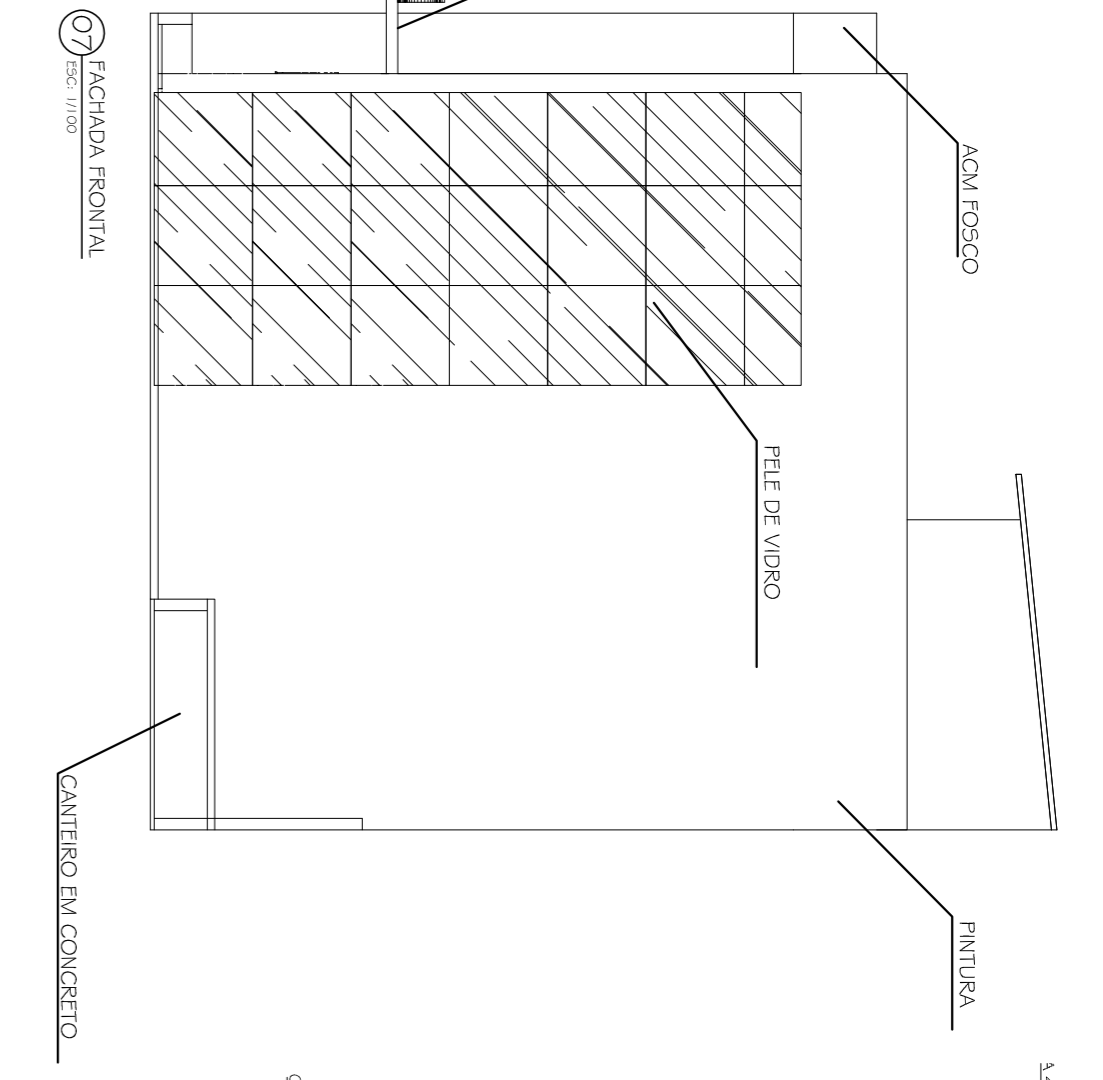 07
FACHADA FRONTAL
ESC: 1/100
ACM FOSCO
PELE DE VIDRO
CANTEIRO EM CONCRETO
PINTURA